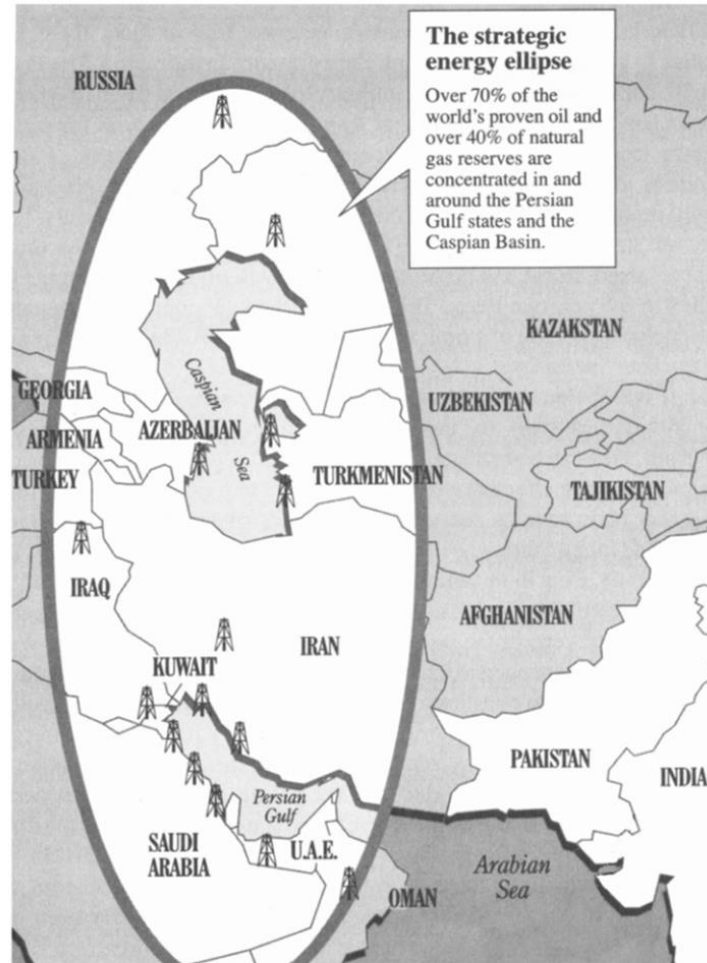 The strategic
energy ellipse
Over 70% of the
world's proven oil and
over 40% of natural
gas reserves are
concentrated in and
around the Persian
Gulf states and the
Caspian Basin.
RUSSIA
KAZAKSTAN
GEORGIA
Caspian
UZBEKISTAN
ARMENIA
AZERBAIJAN
Sea
TURKEY
TURKMENISTAN
TAJIKISTAN
IRAQ
AFGHANISTAN
IRAN
KUWAIT
PAKISTAN
INDIA
Persian
Gulf
SAUDI
ARABIA
U.A.E.
Arabian
Sea
OMAN